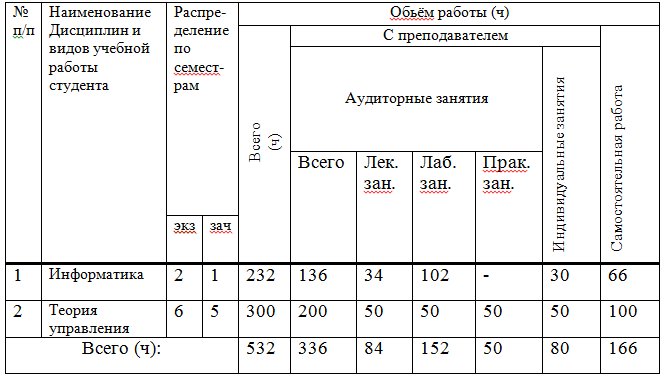 №
п/п
Наименование
Дисциплин и
видов учебной
работы
студента
Распре-
деление
по
семест-
рам
экз
зач
Объём работы (ч)
Всего
(ч)
С преподавателем
Аудиторные занятия
Всего
Лек.
зан.
Лаб.
зан.
Прак.
зан.
Индивидуальные занятия
Самостоятельная работа
1 Информатика 2 1 232 136 34 102 - 30 66
2 Теория
управления 6 5 300 200 50 50 50 50 100
Всего (ч): 532 336 84 152 50 80 166